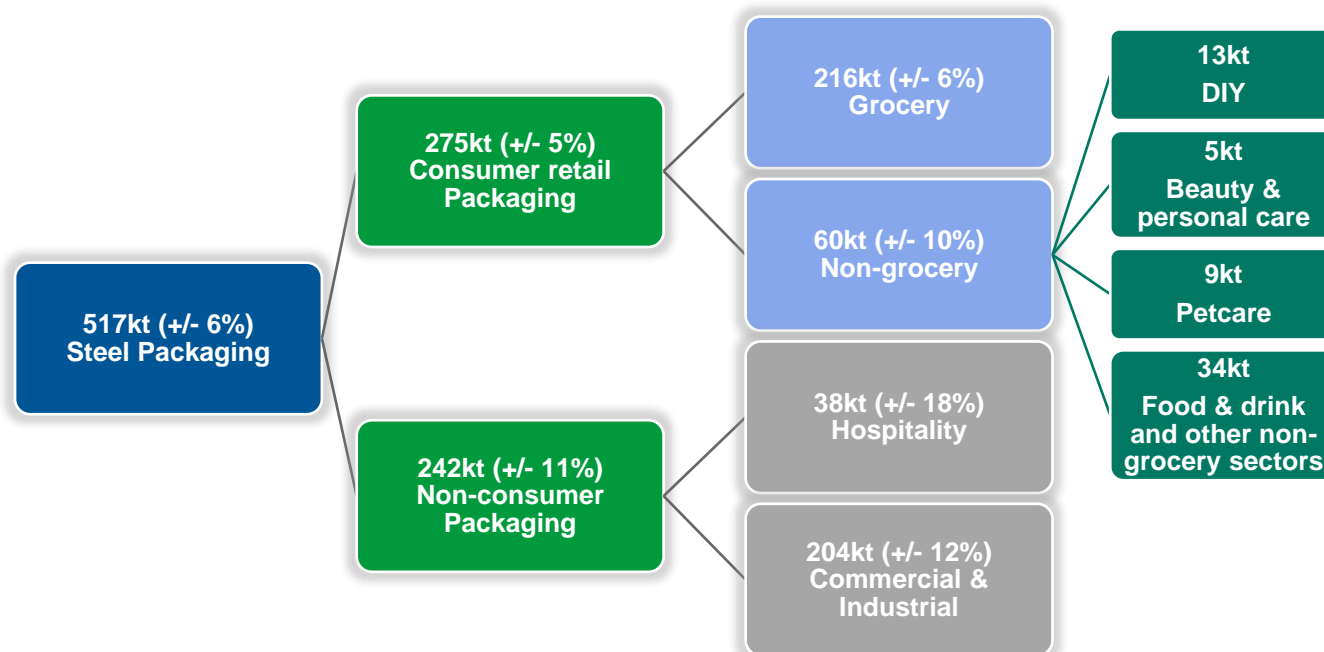 517kt (+/- 6%)
Steel Packaging
275kt (+/- 5%)
Consumer retail
Packaging
242kt (+/- 11%)
Non-consumer
Packaging
216kt (+/- 6%)
Grocery
60kt (+/- 10%)
Non-grocery
38kt (+/- 18%)
Hospitality
204kt (+/- 12%)
Commercial &
Industrial
13kt
DIY
5kt
Beauty &
personal care
9kt
Petcare
34kt
Food & drink
and other non-
grocery sectors